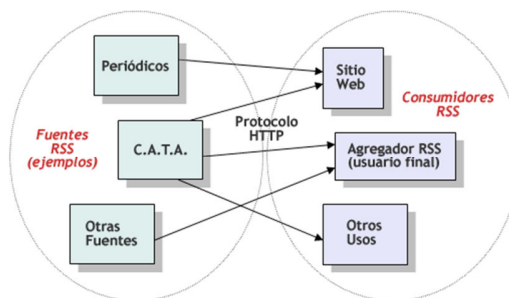 Periódicos
Sitio
Web
Consumidores
RSS
Fuentes
RSS
(ejemplos)
C.A.T.A.
Protocolo
HTTP
Agregador RSS
(usuario final)
Otras
Fuentes
Otros
Usos